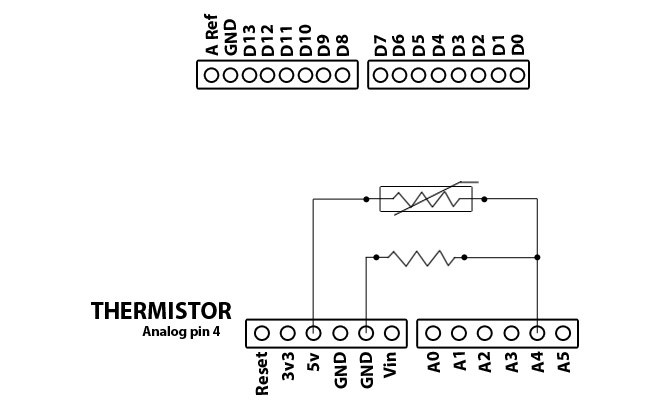 A Ref GND D13 D12 D11 D10 D9 D8 D7 D6 D5 D4 D3 D2 D1 D0
THERMISTOR
Analog pin 4
Reset 3v3 5v GND GND Vin A0 A1 A2 A3 A4 A5